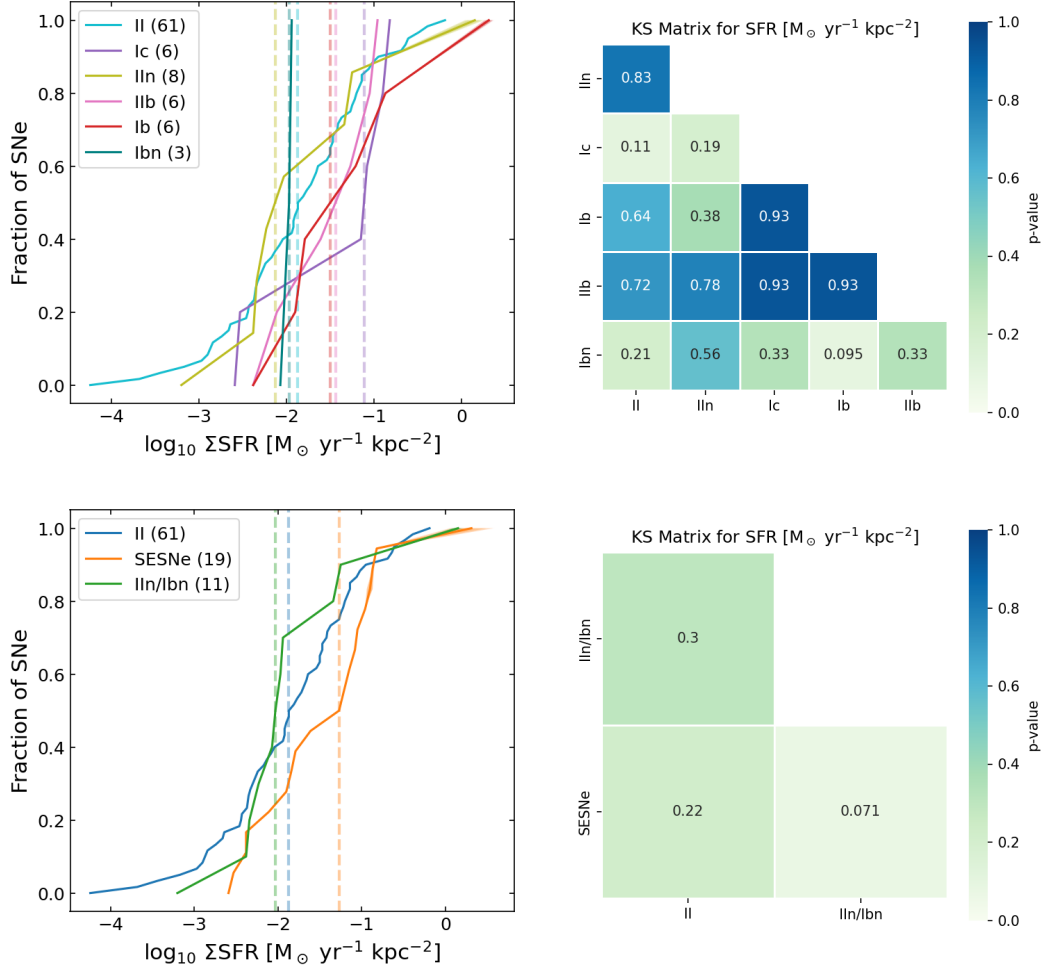 1.0
0.8
0.6
0.4
0.2
0.0
Fraction of SNe
II (61)
Ic (6)
IIn (8)
IIb (6)
Ib (6)
Ibn (3)
−4 −3 −2 −1 0
log₁₀ ΣSFR [M⊙ yr⁻¹ kpc⁻²]
KS Matrix for SFR [M⊙ yr⁻¹ kpc⁻²]
IIn 0.83
Ic 0.11 0.19
Ib 0.64 0.38 0.93
IIb 0.72 0.78 0.93 0.93
Ibn 0.21 0.56 0.33 0.095 0.33
II IIn Ic Ib IIb
1.0
0.8
0.6
0.4
0.2
0.0
p-value
1.0
0.8
0.6
0.4
0.2
0.0
Fraction of SNe
II (61)
SESNe (19)
IIn/Ibn (11)
−4 −3 −2 −1 0
log₁₀ ΣSFR [M⊙ yr⁻¹ kpc⁻²]
KS Matrix for SFR [M⊙ yr⁻¹ kpc⁻²]
IIn/Ibn 0.3
SESNe 0.22 0.071
II IIn/Ibn
1.0
0.8
0.6
0.4
0.2
0.0
p-value